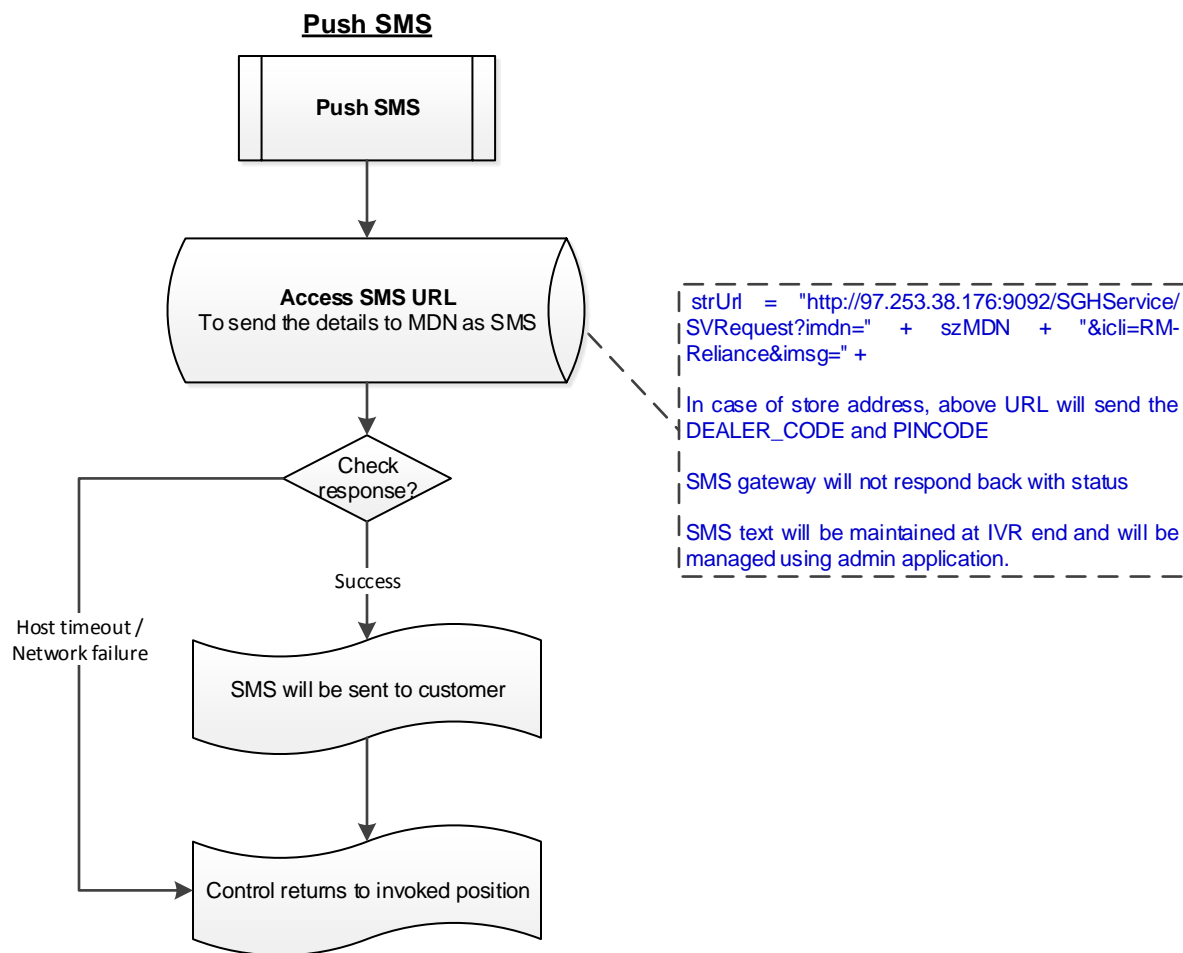 Push SMS
Push SMS
Access SMS URL
To send the details to MDN as SMS
strUrl = "http://97.253.38.176:9092/SGHService/
SVRequest?imdn=" + szMDN + "&icli=RM-
Reliance&imsg=" +
In case of store address, above URL will send the
DEALER_CODE and PINCODE
SMS gateway will not respond back with status
SMS text will be maintained at IVR end and will be
managed using admin application.
Check
response?
Success
Host timeout /
Network failure
SMS will be sent to customer
Control returns to invoked position